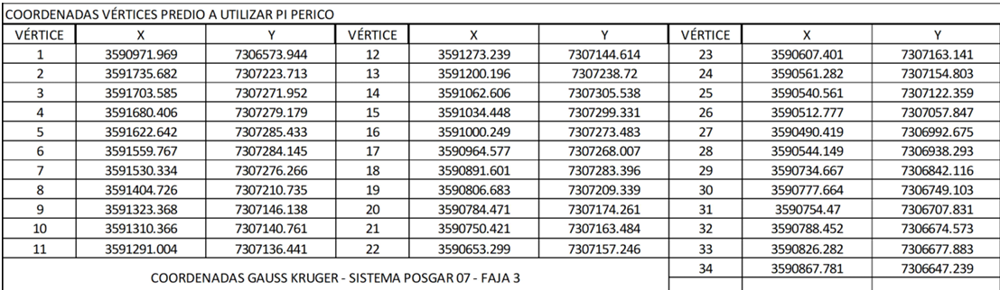 COORDENADAS VÉRTICES PREDIO A UTILIZAR PI PERICO
VÉRTICE X Y VÉRTICE X Y VÉRTICE X Y
1 3590971.969 7306573.944 12 3591273.239 7307144.614 23 3590607.401 7307163.141
2 3591735.682 7307223.713 13 3591200.196 7307238.72 24 3590561.282 7307154.803
3 3591703.585 7307271.952 14 3591062.606 7307305.538 25 3590540.561 7307122.359
4 3591680.406 7307279.179 15 3591034.448 7307299.331 26 3590512.777 7307057.847
5 3591622.642 7307285.433 16 3591000.249 7307273.483 27 3590490.419 7306992.675
6 3591559.767 7307284.145 17 3590964.577 7307268.007 28 3590544.149 7306938.293
7 3591530.334 7307276.266 18 3590891.601 7307283.396 29 3590734.667 7306842.116
8 3591404.726 7307210.735 19 3590806.683 7307209.339 30 3590777.664 7306749.103
9 3591323.368 7307146.138 20 3590784.471 7307174.261 31 3590754.47 7306707.831
10 3591310.366 7307140.761 21 3590750.421 7307163.484 32 3590788.452 7306674.573
11 3591291.004 7307136.441 22 3590653.299 7307157.246 33 3590826.282 7306677.883
COORDENADAS GAUSS KRUGER - SISTEMA POSGAR 07 - FAJA 3 34 3590867.781 7306647.239